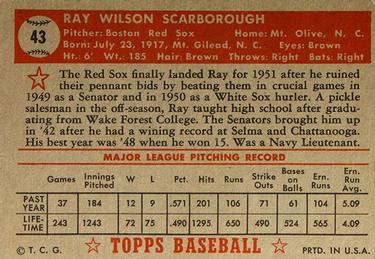 43
RAY WILSON SCARBOROUGH
Pitcher: Boston Red Sox Home: Mt. Olive, N. C.
Born: July 23, 1917, Mt. Gilead, N. C. Eyes: Brown
Ht.: 6' Wt.: 185 Hair: Brown Throws: Right Bats: Right
The Red Sox finally landed Ray for 1951 after he ruined
their pennant bids by beating them in crucial games in
1949 as a Senator and in 1950 as a White Sox hurler. A pickle
salesman in the off-season, Ray taught high school after gradu-
ating from Wake Forest College. The Senators brought him up
in '42 after he had a winning record at Selma and Chattanooga.
His best year was '48 when he won 15. Was a Navy Lieutenant.
MAJOR LEAGUE PITCHING RECORD
Games Innings Pitched W L Pct. Hits Runs Strike Outs Bases on Balls Ern. Runs Ern. Run Avg.
PAST YEAR 37 184 12 9 .571 201 106 71 61 104 5.09
LIFE-TIME 243 1243 72 75 .490 1295 650 490 524 565 4.09
© T. C. G. TOPPS BASEBALL PRTD. IN U.S.A.